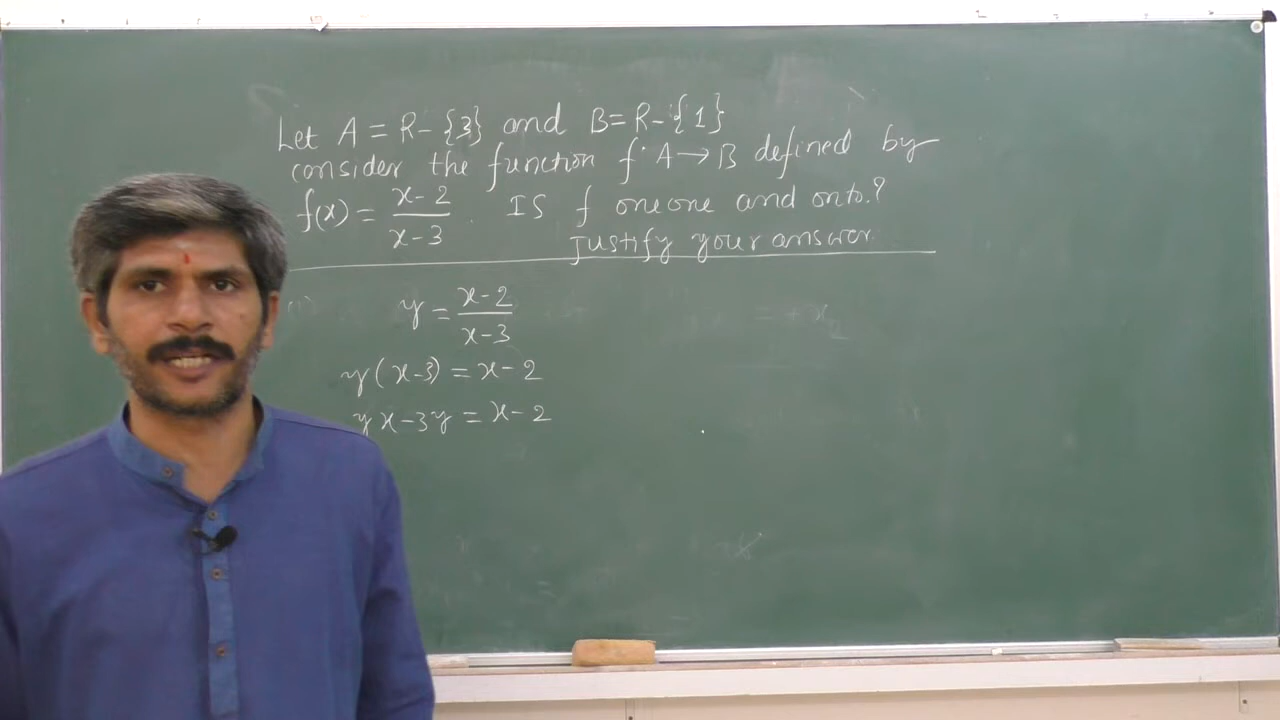 Let A = R - {3} and B = R - {1}
consider the function f: A → B defined by
f(x) = x-2 / x-3 . IS f oneone and onto.?
Justify your answer.
y = x-2 / x-3
y(x-3) = x-2
yx-3y = x-2